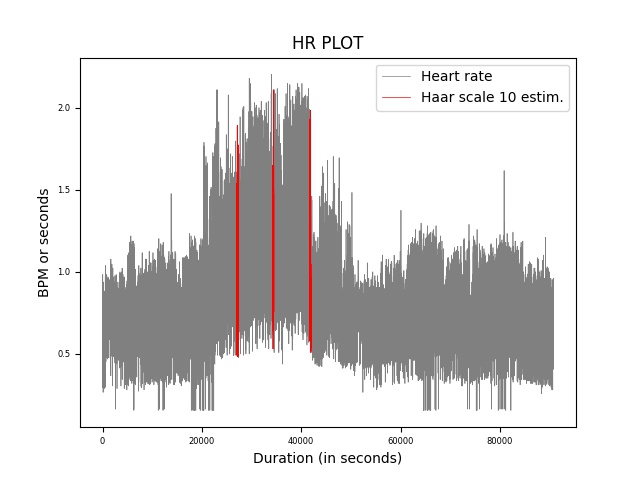 HR PLOT
Heart rate
Haar scale 10 estim.
BPM or seconds
2.0
1.5
1.0
0.5
0 20000 40000 60000 80000
Duration (in seconds)